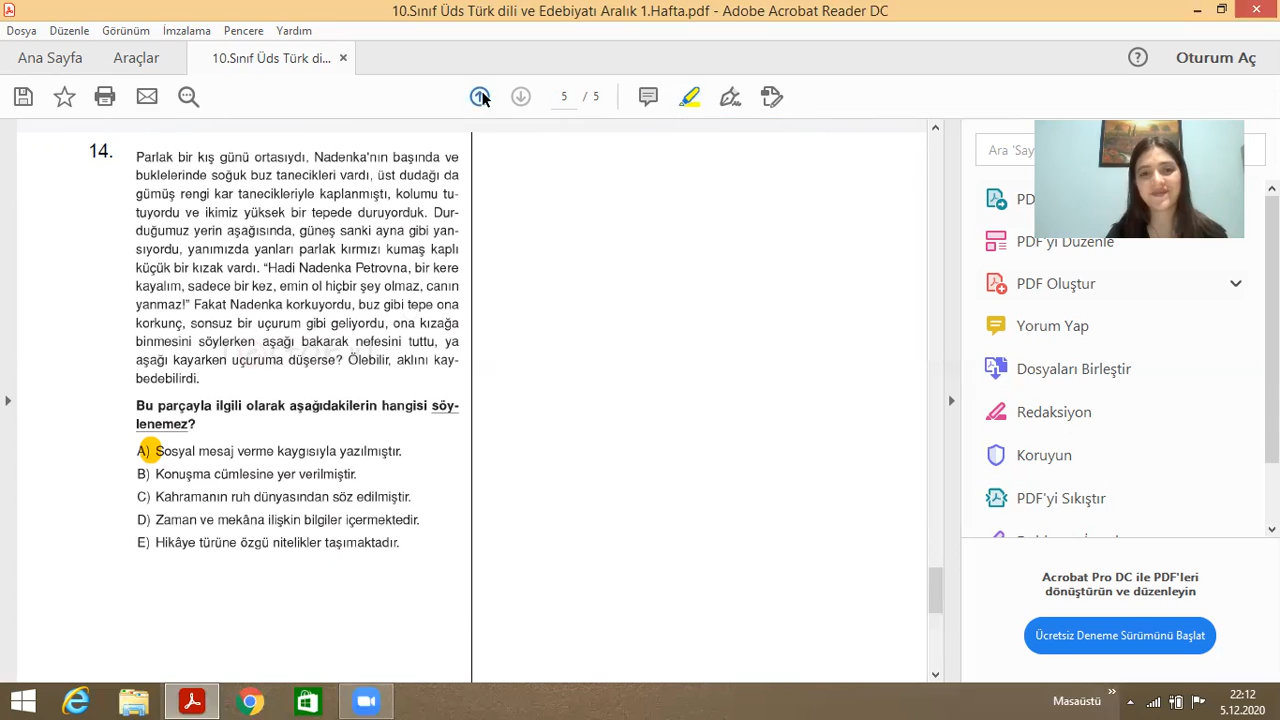 10.Sınıf Üds Türk dili ve Edebiyatı Aralık 1.Hafta.pdf - Adobe Acrobat Reader DC
Dosya Düzenle Görünüm İmzalama Pencere Yardım
Ana Sayfa Araçlar 10.Sınıf Üds Türk di... × Oturum Aç
5 / 5
14.
Parlak bir kış günü ortasıydı, Nadenka'nın başında ve
buklelerinde soğuk buz tanecikleri vardı, üst dudağı da
gümüş rengi kar tanecikleriyle kaplanmıştı, kolumu tu-
tuyordu ve ikimiz yüksek bir tepede duruyorduk. Dur-
duğumuz yerin aşağısında, güneş sanki ayna gibi yan-
sıyordu, yanımızda yanları parlak kırmızı kumaş kaplı
küçük bir kızak vardı. “Hadi Nadenka Petrovna, bir kere
kayalım, sadece bir kez, emin ol hiçbir şey olmaz, canın
yanmaz!” Fakat Nadenka korkuyordu, buz gibi tepe ona
korkunç, sonsuz bir uçurum gibi geliyordu, ona kızağa
binmesini söylerken aşağı bakarak nefesini tuttu, ya
aşağı kayarken uçuruma düşerse? Ölebilir, aklını kay-
bedebilirdi.
Bu parçayla ilgili olarak aşağıdakilerin hangisi söy-
lenemez?
A) Sosyal mesaj verme kaygısıyla yazılmıştır.
B) Konuşma cümlesine yer verilmiştir.
C) Kahramanın ruh dünyasından söz edilmiştir.
D) Zaman ve mekâna ilişkin bilgiler içermektedir.
E) Hikâye türüne özgü nitelikler taşımaktadır.
Ara 'Say
PD
PDF'yi Düzenle
PDF Oluştur
Yorum Yap
Dosyaları Birleştir
Redaksiyon
Koruyun
PDF'yi Sıkıştır
Acrobat Pro DC ile PDF'leri
dönüştürün ve düzenleyin
Ücretsiz Deneme Sürümünü Başlat
Masaüstü
22:12
5.12.2020